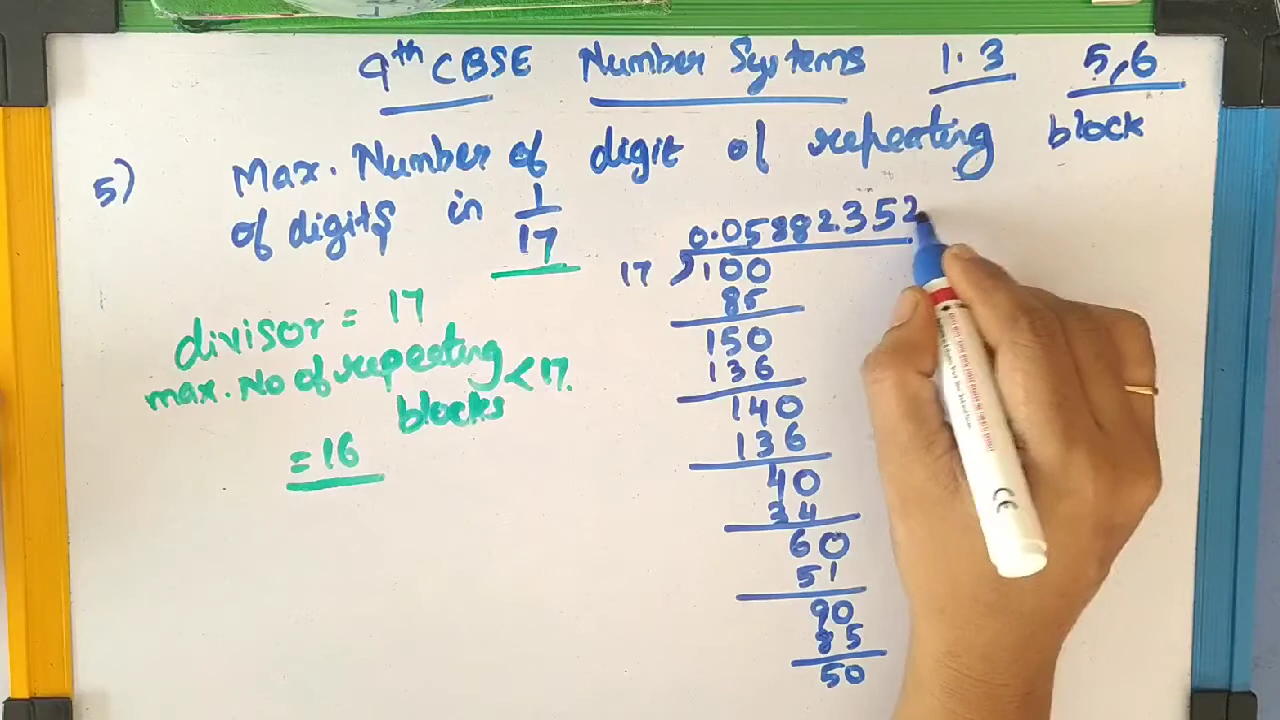 9th CBSE Number Systems 1.3 5,6
5) Max. Number of digit of repeating block
of digits in 1/17
0.05882352
17 ) 100
85
150
136
140
136
40
34
60
51
90
85
50
divisor = 17
max. No of repeating < 17.
blocks
= 16
CE